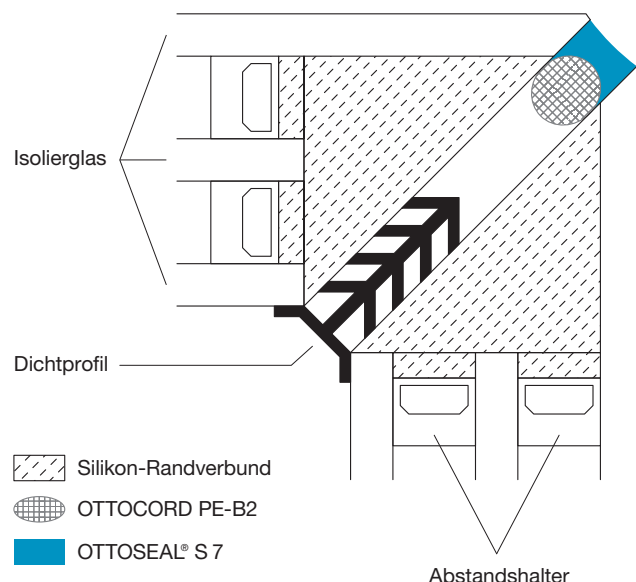 Isolierglas
Dichtprofil
Silikon-Randverbund
OTTOCORD PE-B2
OTTOSEAL® S 7
Abstandshalter